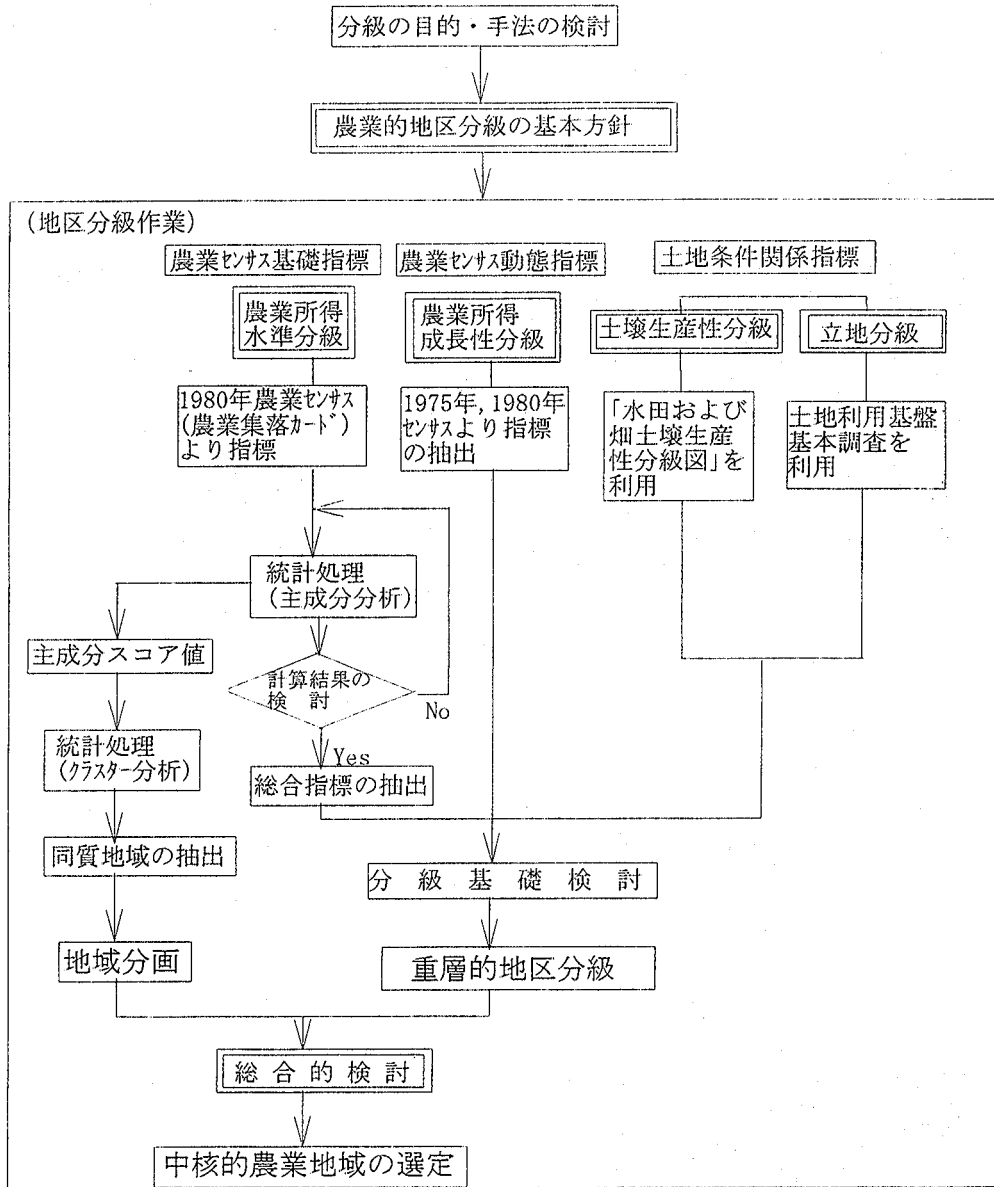 分級の目的・手法の検討
農業的地区分級の基本方針
(地区分級作業)
農業ｾﾝｻｽ基礎指標
農業ｾﾝｻｽ動態指標
土地条件関係指標
農業所得
水準分級
農業所得
成長性分級
土壌生産性分級
立地分級
1980年農業ｾﾝｻｽ
(農業集落ｶｰﾄﾞ)
より指標
1975年,1980年
ｾﾝｻｽより指標
の抽出
「水田および
畑土壌生産
性分級図」を
利用
土地利用基盤
基本調査を
利用
統計処理
(主成分分析)
主成分スコア値
計算結果の
検 討
No
Yes
統計処理
(ｸﾗｽﾀｰ分析)
総合指標の抽出
同質地域の抽出
分 級 基 礎 検 討
地域分画
重層的地区分級
総 合 的 検 討
中核的農業地域の選定